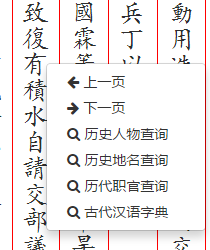 動用
兵丁
國霖
致復有積水自請交部議
上一页
下一页
历史人物查询
历史地名查询
历代职官查询
古代汉语字典